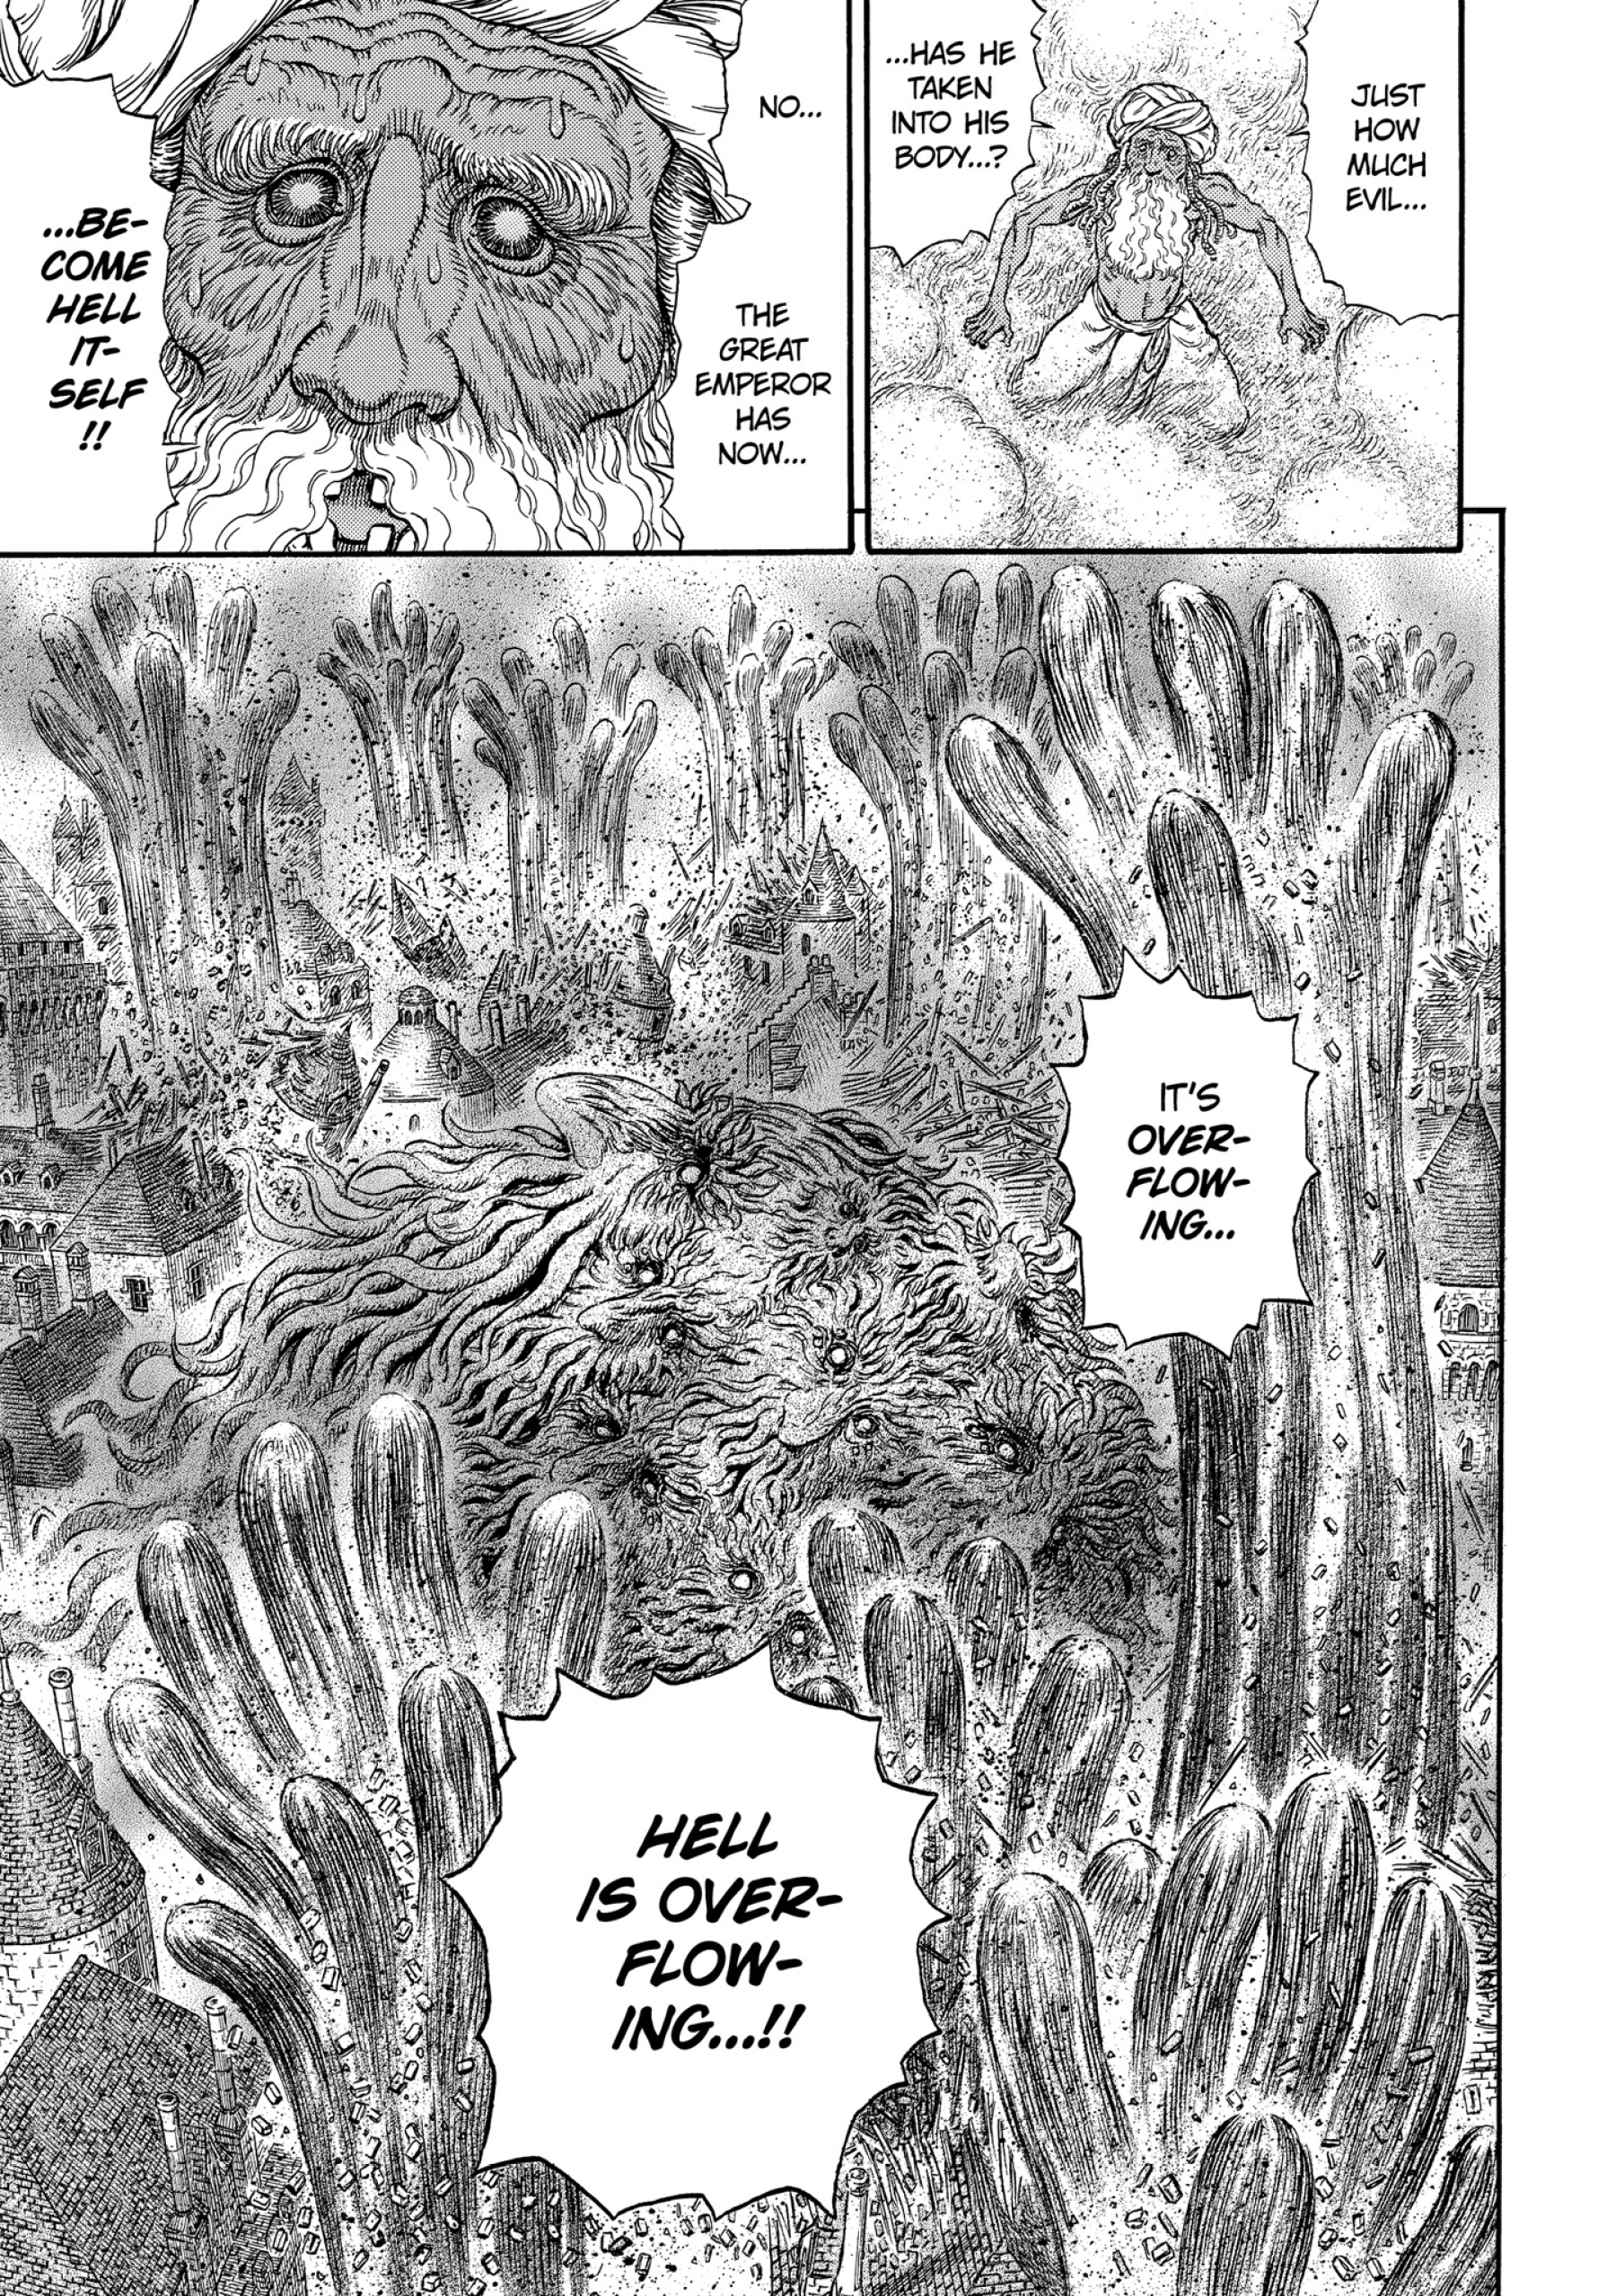 JUST
HOW
MUCH
EVIL...
...HAS HE
TAKEN
INTO HIS
BODY...?
NO...
THE
GREAT
EMPEROR
HAS
NOW...
...BE-
COME
HELL
IT-
SELF
!!
IT'S
OVER-
FLOW-
ING...
HELL
IS OVER-
FLOW-
ING...!!